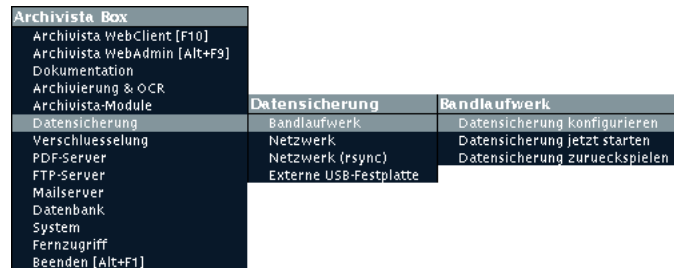 Archivista Box
Archivista WebClient [F10]
Archivista WebAdmin [Alt+F9]
Dokumentation
Archivierung & OCR
Archivista-Module
Datensicherung
Verschluesselung
PDF-Server
FTP-Server
Mailserver
Datenbank
System
Fernzugriff
Beenden [Alt+F1]
Datensicherung
Bandlaufwerk
Netzwerk
Netzwerk (rsync)
Externe USB-Festplatte
Bandlaufwerk
Datensicherung konfigurieren
Datensicherung jetzt starten
Datensicherung zurueckspielen